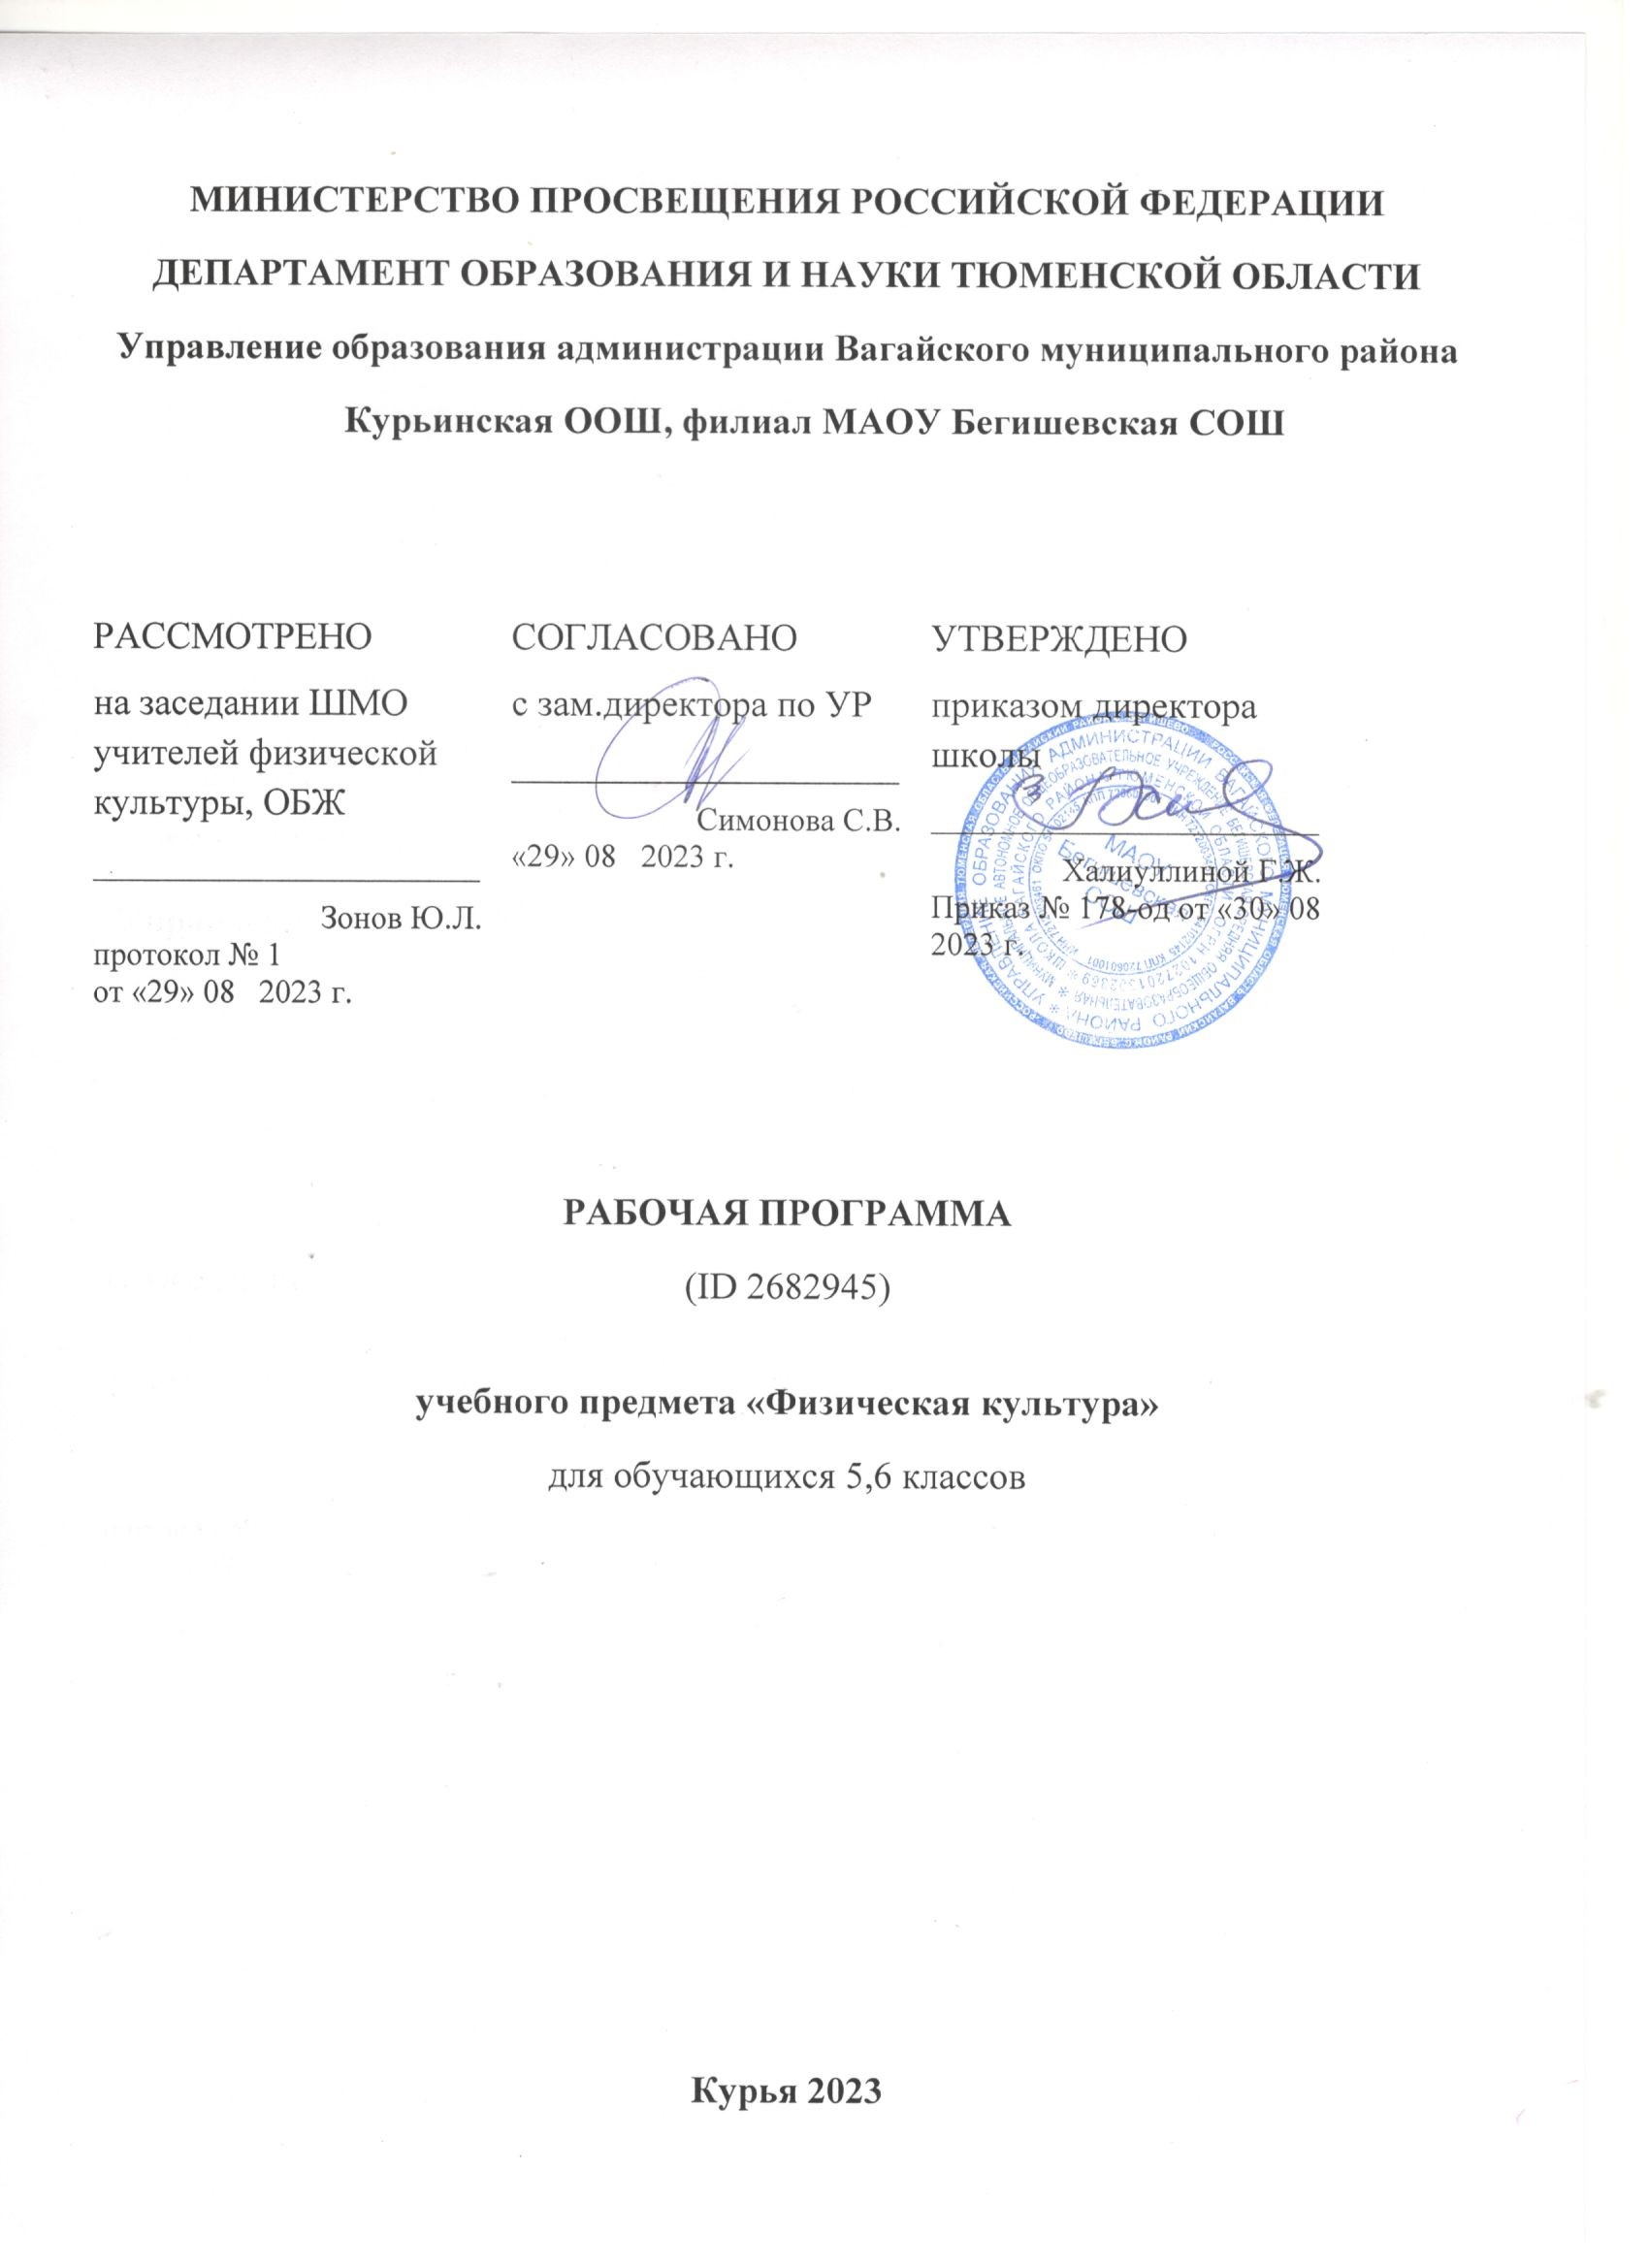 МИНИСТЕРСТВО ПРОСВЕЩЕНИЯ РОССИЙСКОЙ ФЕДЕРАЦИИ
ДЕПАРТАМЕНТ ОБРАЗОВАНИЯ И НАУКИ ТЮМЕНСКОЙ ОБЛАСТИ
Управление образования администрации Вагайского муниципального района
Курьинская ООШ, филиал МАОУ Бегишевская СОШ
РАССМОТРЕНО
на заседании ШМО
учителей физической
культуры, ОБЖ
Зонов Ю.Л.
протокол № 1
от «29» 08 2023 г.
СОГЛАСОВАНО
с зам.директора по УР
Симонова С.В.
«29» 08 2023 г.
УТВЕРЖДЕНО
приказом директора
школы
Халиуллиной Г.Ж.
Приказ № 178-од от «30» 08
2023 г.
МАОУ
Бегишевская
СОШ
РАБОЧАЯ ПРОГРАММА
(ID 2682945)
учебного предмета «Физическая культура»
для обучающихся 5,6 классов
Курья 2023